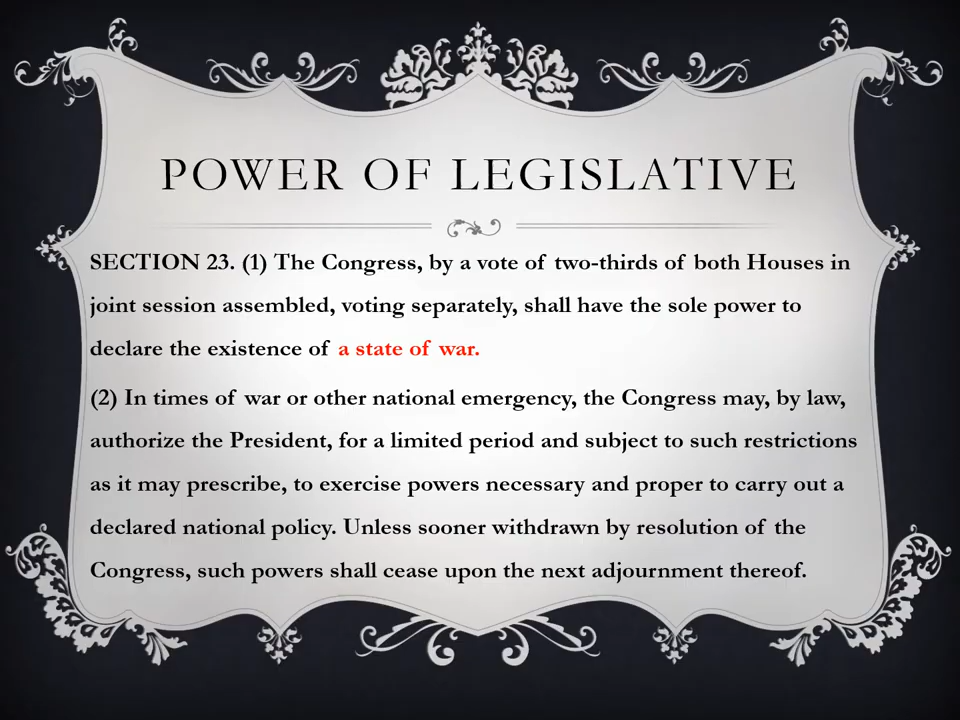 POWER OF LEGISLATIVE
SECTION 23. (1) The Congress, by a vote of two-thirds of both Houses in
joint session assembled, voting separately, shall have the sole power to
declare the existence of a state of war.
(2) In times of war or other national emergency, the Congress may, by law,
authorize the President, for a limited period and subject to such restrictions
as it may prescribe, to exercise powers necessary and proper to carry out a
declared national policy. Unless sooner withdrawn by resolution of the
Congress, such powers shall cease upon the next adjournment thereof.